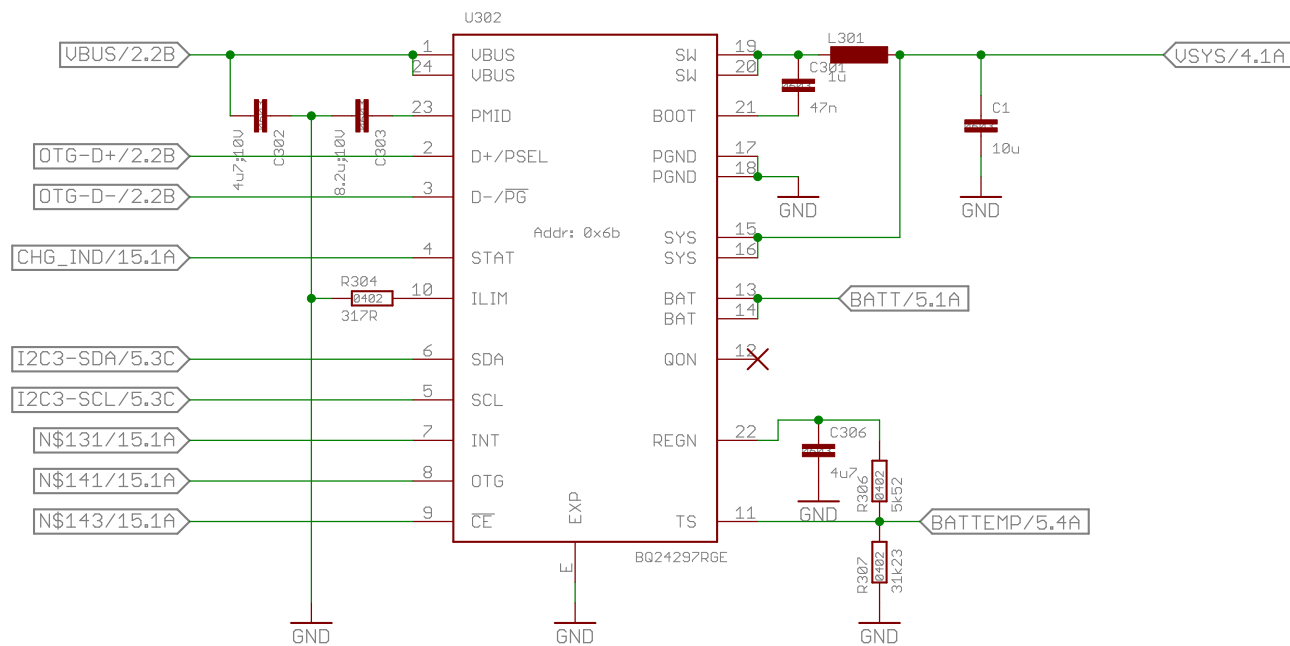 U302
VBUS/2.2B
1
VBUS
24
VBUS
23
PMID
4u7;10V
C302
8.2u;10V
C303
OTG-D+/2.2B
2
D+/PSEL
OTG-D-/2.2B
3
D-/PG
Addr: 0x6b
CHG_IND/15.1A
4
STAT
R304
0402
317R
10
ILIM
I2C3-SDA/5.3C
6
SDA
I2C3-SCL/5.3C
5
SCL
N$131/15.1A
7
INT
N$141/15.1A
8
OTG
N$143/15.1A
9
CE
EXP
E
GND
GND
SW
19
SW
20
L301
1u
C301
47n
VSYS/4.1A
BOOT
21
C1
10u
PGND
17
PGND
18
GND
GND
SYS
15
SYS
16
BAT
13
BAT
14
BATT/5.1A
QON
12
REGN
22
C306
4u7
GND
R306
0402
5k52
TS
11
BATTEMP/5.4A
R307
0402
31k23
GND
BQ24297RGE